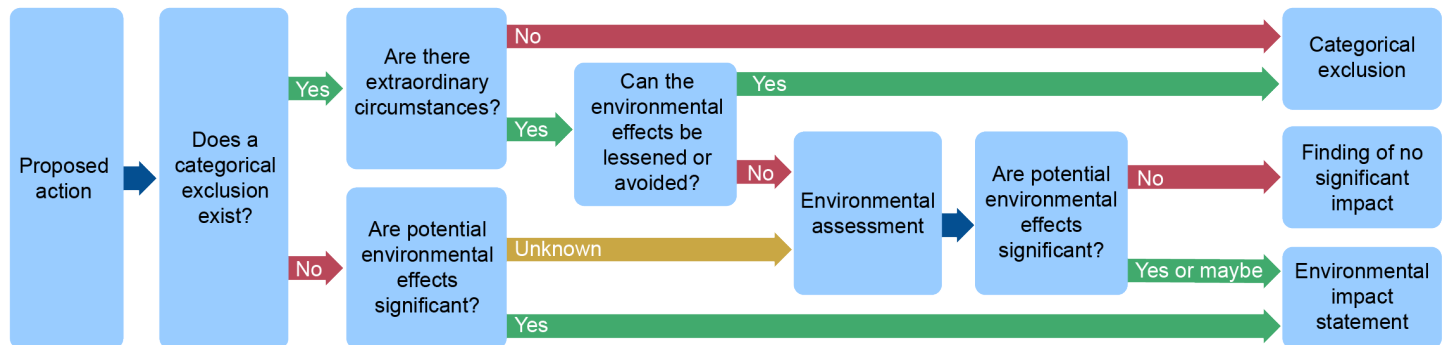 Proposed
action
Does a
categorical
exclusion
exist?
Yes
No
Are there
extraordinary
circumstances?
No
Yes
Can the
environmental
effects be
lessened or
avoided?
Yes
No
Are potential
environmental
effects
significant?
Unknown
Yes
Environmental
assessment
Are potential
environmental
effects
significant?
No
Yes or maybe
Categorical
exclusion
Finding of no
significant
impact
Environmental
impact
statement